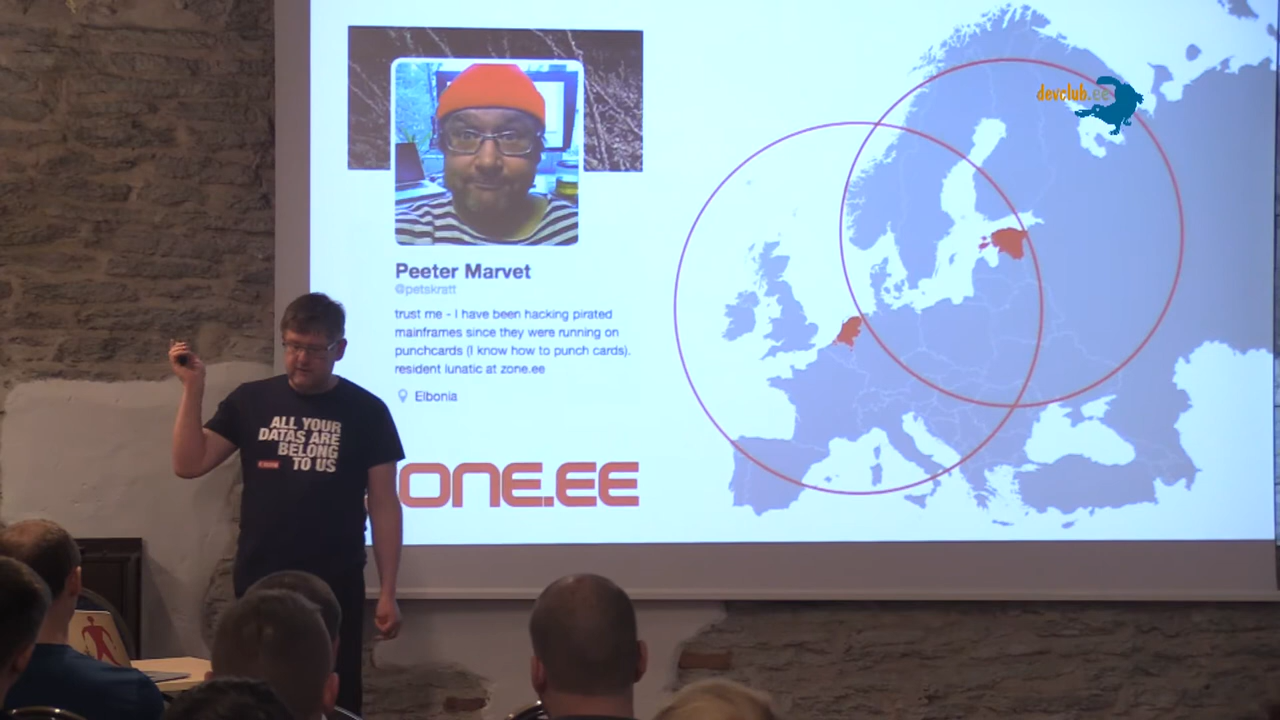 devclub.ee
Peeter Marvet
@petskratt
trust me - I have been hacking pirated
mainframes since they were running on
punchcards (I know how to punch cards).
resident lunatic at zone.ee
Elbonia
ALL YOUR
DATAS ARE
BELONG
TO US
ONE.EE